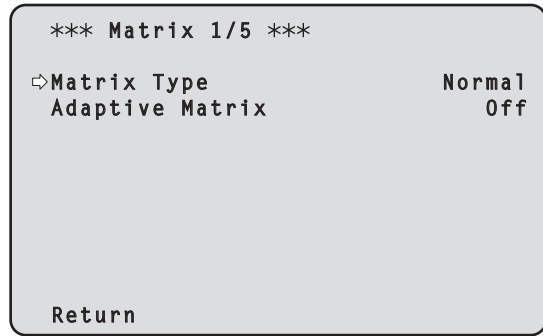 *** Matrix 1/5 ***
⇨Matrix Type Normal
Adaptive Matrix Off
Return